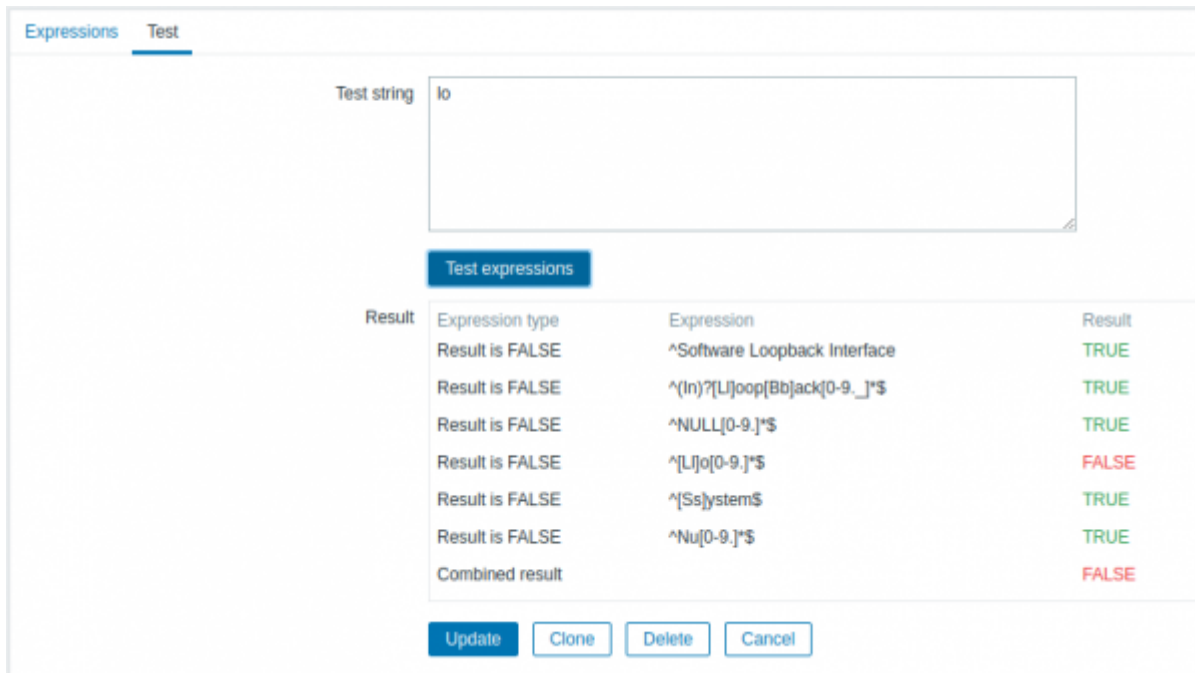 Expressions Test
Test string lo
Test expressions
Result Expression type Expression Result
Result is FALSE ^Software Loopback Interface TRUE
Result is FALSE ^(In)?[Ll]oop[Bb]ack[0-9._]*$ TRUE
Result is FALSE ^NULL[0-9.]*$ TRUE
Result is FALSE ^[Ll]o[0-9.]*$ FALSE
Result is FALSE ^[Ss]ystem$ TRUE
Result is FALSE ^Nu[0-9.]*$ TRUE
Combined result FALSE
Update Clone Delete Cancel